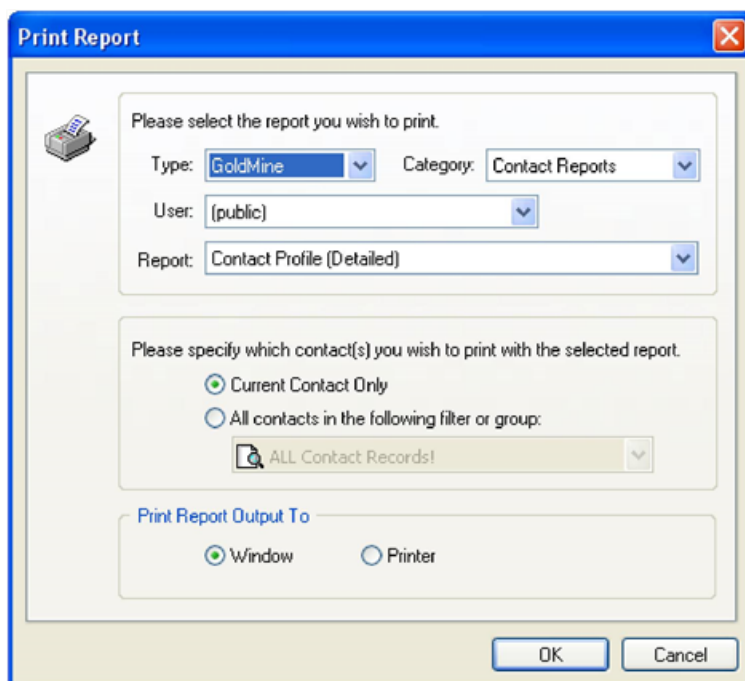 Print Report
Please select the report you wish to print.
Type: GoldMine Category: Contact Reports
User: (public)
Report: Contact Profile (Detailed)
Please specify which contact(s) you wish to print with the selected report.
Current Contact Only
All contacts in the following filter or group:
ALL Contact Records!
Print Report Output To
Window Printer
OK Cancel